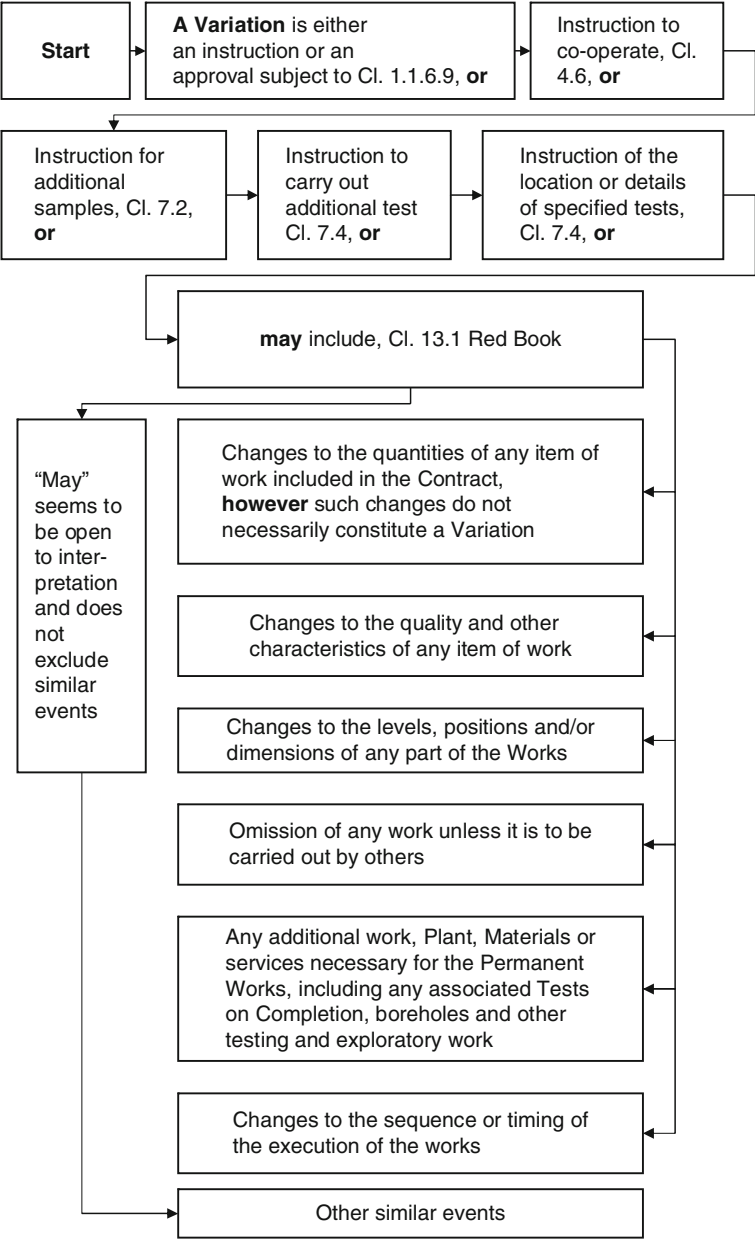 Start
A Variation is either
an instruction or an
approval subject to Cl. 1.1.6.9, or
Instruction to
co-operate, Cl.
4.6, or
Instruction for
additional
samples, Cl. 7.2,
or
Instruction to
carry out
additional test
Cl. 7.4, or
Instruction of the
location or details
of specified tests,
Cl. 7.4, or
may include, Cl. 13.1 Red Book
“May”
seems to
be open
to inter-
pretation
and does
not
exclude
similar
events
Changes to the quantities of any item of
work included in the Contract,
however such changes do not
necessarily constitute a Variation
Changes to the quality and other
characteristics of any item of work
Changes to the levels, positions and/or
dimensions of any part of the Works
Omission of any work unless it is to be
carried out by others
Any additional work, Plant, Materials or
services necessary for the Permanent
Works, including any associated Tests
on Completion, boreholes and other
testing and exploratory work
Changes to the sequence or timing of
the execution of the works
Other similar events